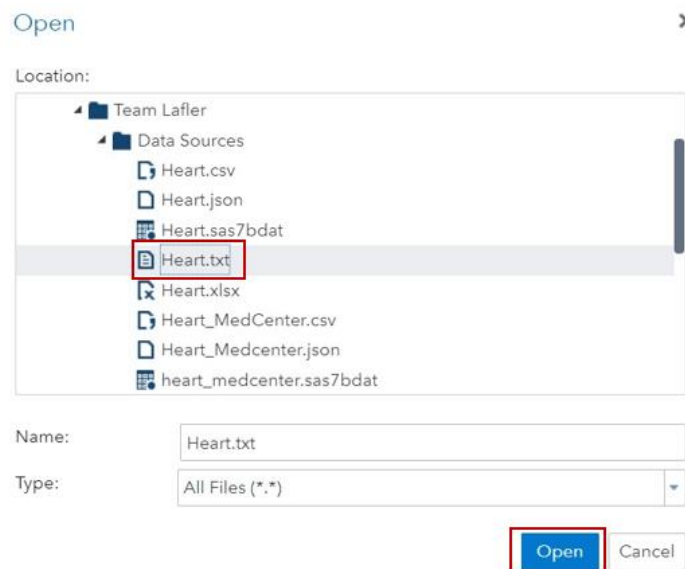 Open
Location:
Team Lafler
Data Sources
Heart.csv
Heart.json
Heart.sas7bdat
Heart.txt
Heart.xlsx
Heart_MedCenter.csv
Heart_Medcenter.json
heart_medcenter.sas7bdat
Name: Heart.txt
Type: All Files (*.*)
Open Cancel